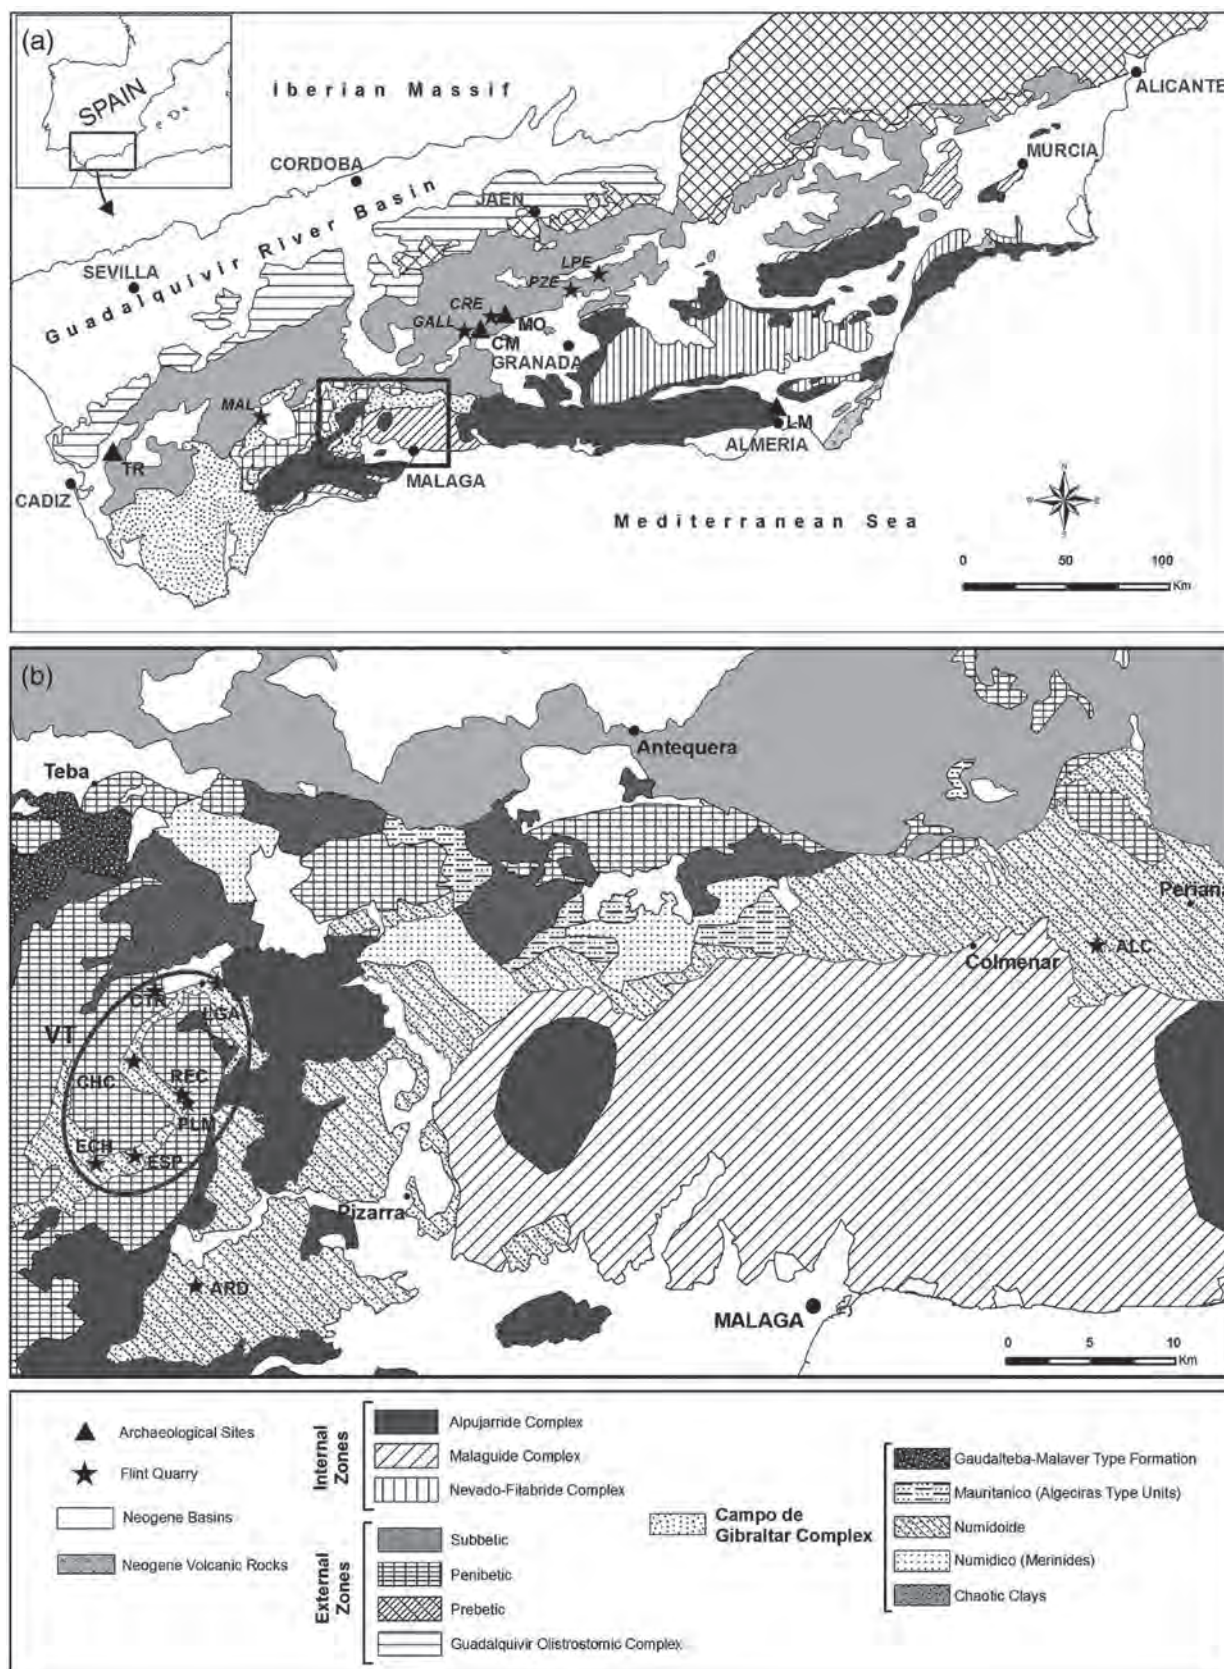 (a)
SPAIN
Iberian Massif
ALICANTE
MURCIA
CORDOBA
JAEN
Guadalquivir River Basin
SEVILLA
LPE
PZE
CRE
MO
GALL
CM
GRANADA
MAL
LM
ALMERIA
TR
MALAGA
CADIZ
Mediterranean Sea
N
S
0 50 100
Km
(b)
Antequera
Teba
Periana
ALC
Colmenar
CTR
LGA
VT
CHC
REC
PLM
ECH
ESP
Pizarra
ARD
MALAGA
0 5 10
Km
Archaeological Sites
Flint Quarry
Neogene Basins
Neogene Volcanic Rocks
Internal
Zones
Alpujarride Complex
Malaguide Complex
Nevado-Filabride Complex
External
Zones
Subbetic
Penibetic
Prebetic
Guadalquivir Olistrostomic Complex
Campo de
Gibraltar Complex
Gaudalteba-Malaver Type Formation
Mauritanico (Algeciras Type Units)
Numidoide
Numidico (Merinides)
Chaotic Clays